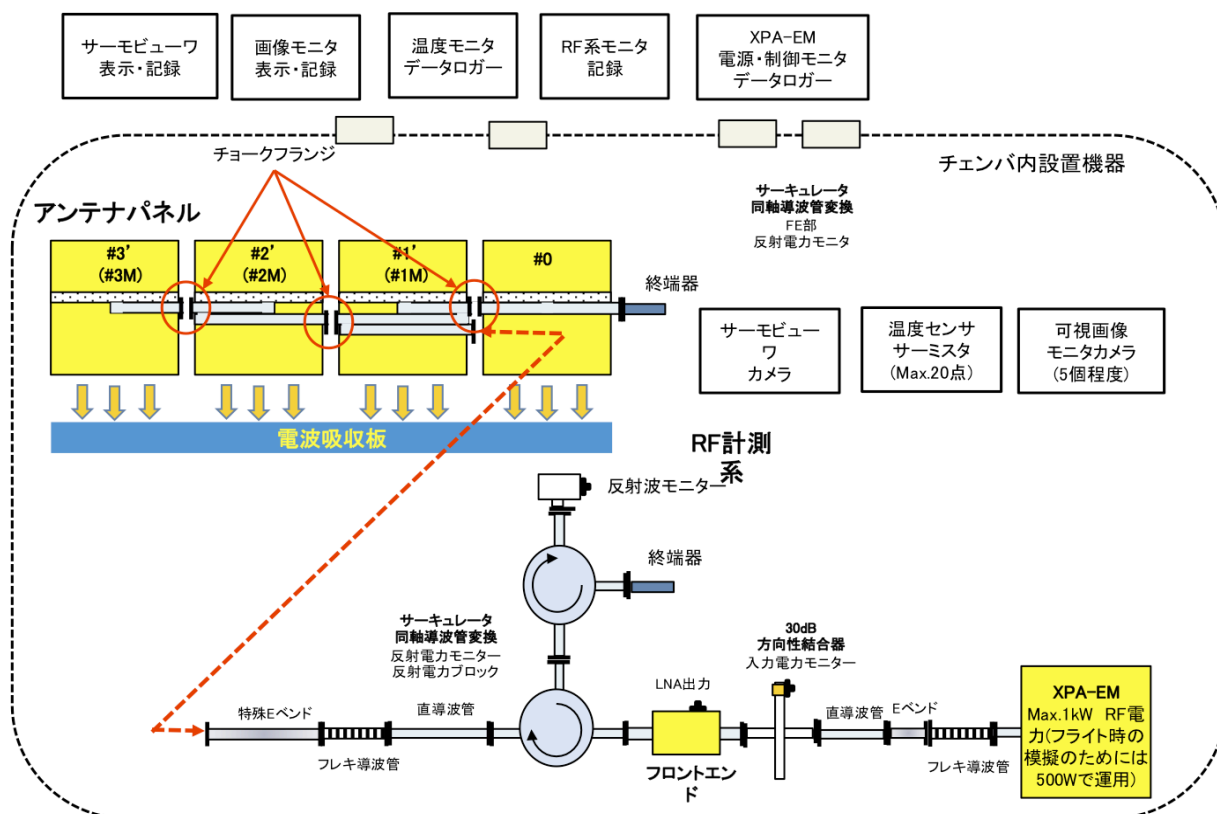 サーモビューワ
表示・記録
画像モニタ
表示・記録
温度モニタ
データロガー
RF系モニタ
記録
XPA-EM
電源・制御モニタ
データロガー
チョークフランジ
チェンバ内設置機器
サーキュレータ
同軸導波管変換
FE部
反射電力モニタ
アンテナパネル
#3'
(#3M)
#2'
(#2M)
#1'
(#1M)
#0
終端器
サーモビュー
ワ
カメラ
温度センサ
サーミスタ
(Max.20点)
可視画像
モニタカメラ
(5個程度)
電波吸収板
RF計測
系
反射波モニター
終端器
サーキュレータ
同軸導波管変換
反射電力モニター
反射電力ブロック
30dB
方向性結合器
入力電力モニター
LNA出力
特殊Eベンド
フレキ導波管
直導波管
フロントエン
ド
直導波管
Eベンド
フレキ導波管
XPA-EM
Max.1kW RF電
力(フライト時の
模擬のためには
500Wで運用)